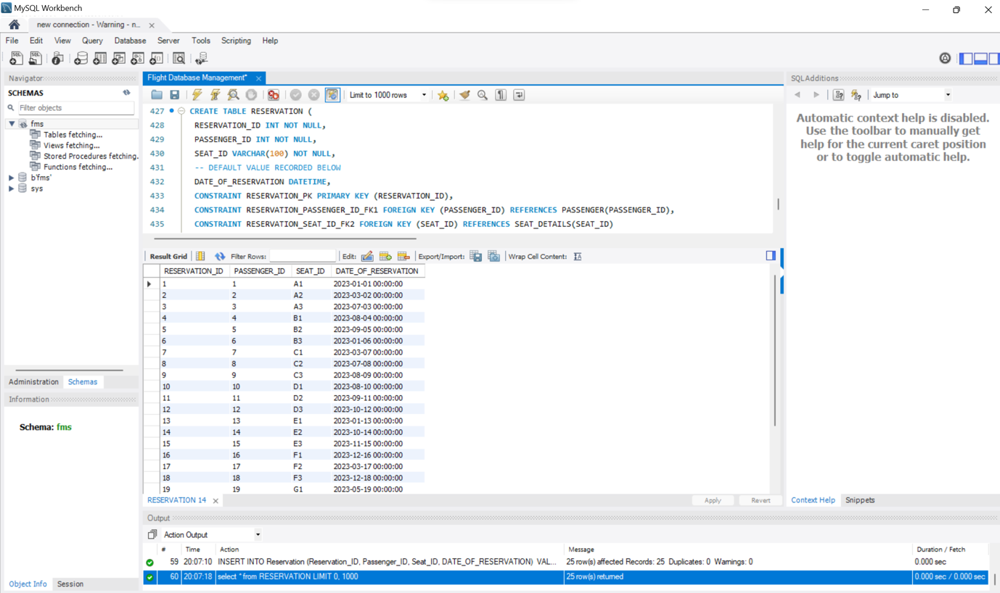 MySQL Workbench
new connection - Warning - n...
File Edit View Query Database Server Tools Scripting Help
Navigator
SCHEMAS
Filter objects
fms
Tables fetching...
Views fetching...
Stored Procedures fetching.
Functions fetching...
b'fms'
sys
Administration Schemas
Information
Schema: fms
Object Info Session
Flight Database Management*
Limit to 1000 rows
427 CREATE TABLE RESERVATION (
428 RESERVATION_ID INT NOT NULL,
429 PASSENGER_ID INT NOT NULL,
430 SEAT_ID VARCHAR(100) NOT NULL,
431 -- DEFAULT VALUE RECORDED BELOW
432 DATE_OF_RESERVATION DATETIME,
433 CONSTRAINT RESERVATION_PK PRIMARY KEY (RESERVATION_ID),
434 CONSTRAINT RESERVATION_PASSENGER_ID_FK1 FOREIGN KEY (PASSENGER_ID) REFERENCES PASSENGER(PASSENGER_ID),
435 CONSTRAINT RESERVATION_SEAT_ID_FK2 FOREIGN KEY (SEAT_ID) REFERENCES SEAT_DETAILS(SEAT_ID)
Result Grid Filter Rows: Edit: Export/Import: Wrap Cell Content:
RESERVATION_ID PASSENGER_ID SEAT_ID DATE_OF_RESERVATION
1 1 A1 2023-01-01 00:00:00
2 2 A2 2023-03-02 00:00:00
3 3 A3 2023-07-03 00:00:00
4 4 B1 2023-08-04 00:00:00
5 5 B2 2023-09-05 00:00:00
6 6 B3 2023-01-06 00:00:00
7 7 C1 2023-03-07 00:00:00
8 8 C2 2023-07-08 00:00:00
9 9 C3 2023-08-09 00:00:00
10 10 D1 2023-08-10 00:00:00
11 11 D2 2023-09-11 00:00:00
12 12 D3 2023-10-12 00:00:00
13 13 E1 2023-01-13 00:00:00
14 14 E2 2023-10-14 00:00:00
15 15 E3 2023-11-15 00:00:00
16 16 F1 2023-12-16 00:00:00
17 17 F2 2023-03-17 00:00:00
18 18 F3 2023-12-18 00:00:00
19 19 G1 2023-05-19 00:00:00
RESERVATION 14
Apply Revert
SQLAdditions
Jump to
Automatic context help is disabled.
Use the toolbar to manually get
help for the current caret position
or to toggle automatic help.
Context Help Snippets
Output
Action Output
# Time Action Message Duration / Fetch
59 20:07:10 INSERT INTO Reservation (Reservation_ID, Passenger_ID, Seat_ID, DATE_OF_RESERVATION) VAL... 25 row(s) affected Records: 25 Duplicates: 0 Warnings: 0 0.000 sec
60 20:07:18 select * from RESERVATION LIMIT 0, 1000 25 row(s) returned 0.000 sec / 0.000 sec